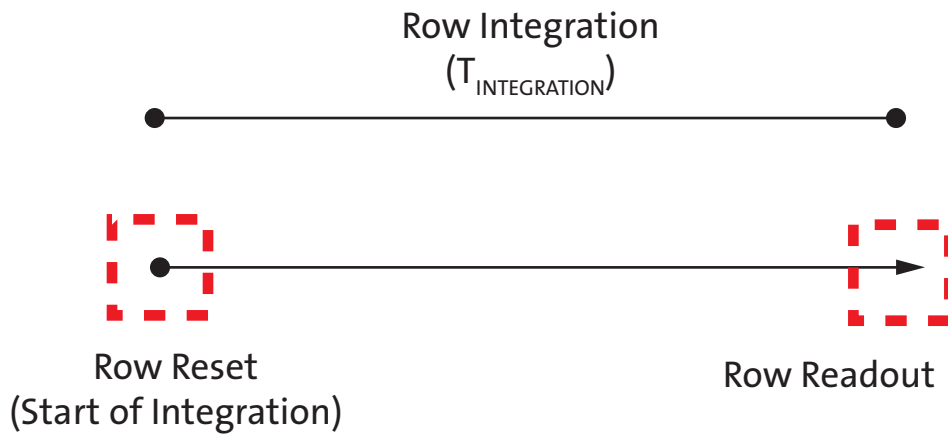 Row Integration
(T_INTEGRATION)
Row Reset
(Start of Integration)
Row Readout